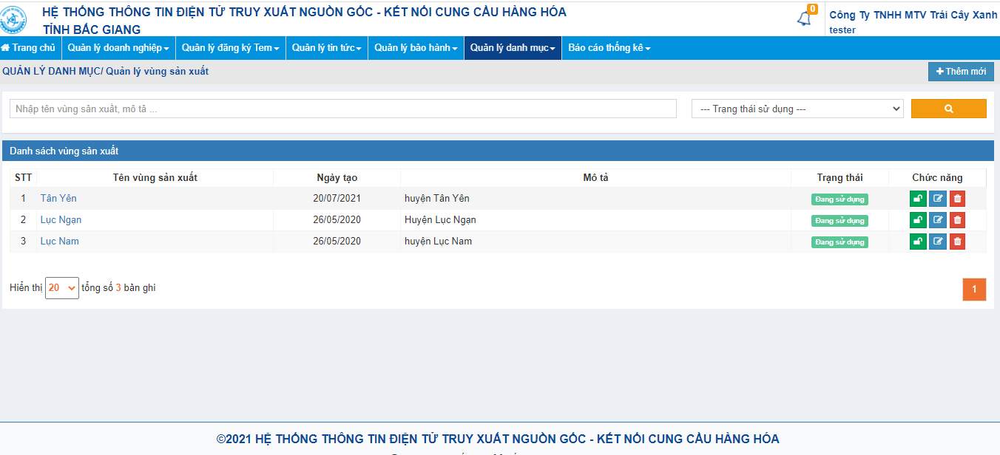 HỆ THỐNG THÔNG TIN ĐIỆN TỬ TRUY XUẤT NGUỒN GỐC - KẾT NỐI CUNG CẦU HÀNG HÓA
TỈNH BẮC GIANG
0
Công Ty TNHH MTV Trái Cây Xanh
tester
Trang chủ Quản lý doanh nghiệp Quản lý đăng ký Tem Quản lý tin tức Quản lý bảo hành Quản lý danh mục Báo cáo thống kê
QUẢN LÝ DANH MỤC/ Quản lý vùng sản xuất
Thêm mới
Nhập tên vùng sản xuất, mô tả ... --- Trạng thái sử dụng ---
Danh sách vùng sản xuất
STT Tên vùng sản xuất Ngày tạo Mô tả Trạng thái Chức năng
1 Tân Yên 20/07/2021 huyện Tân Yên Đang sử dụng
2 Lục Ngạn 26/05/2020 Huyện Lục Ngạn Đang sử dụng
3 Lục Nam 26/05/2020 huyện Lục Nam Đang sử dụng
Hiển thị 20 tổng số 3 bản ghi 1
©2021 HỆ THỐNG THÔNG TIN ĐIỆN TỬ TRUY XUẤT NGUỒN GỐC - KẾT NỐI CUNG CẦU HÀNG HÓA